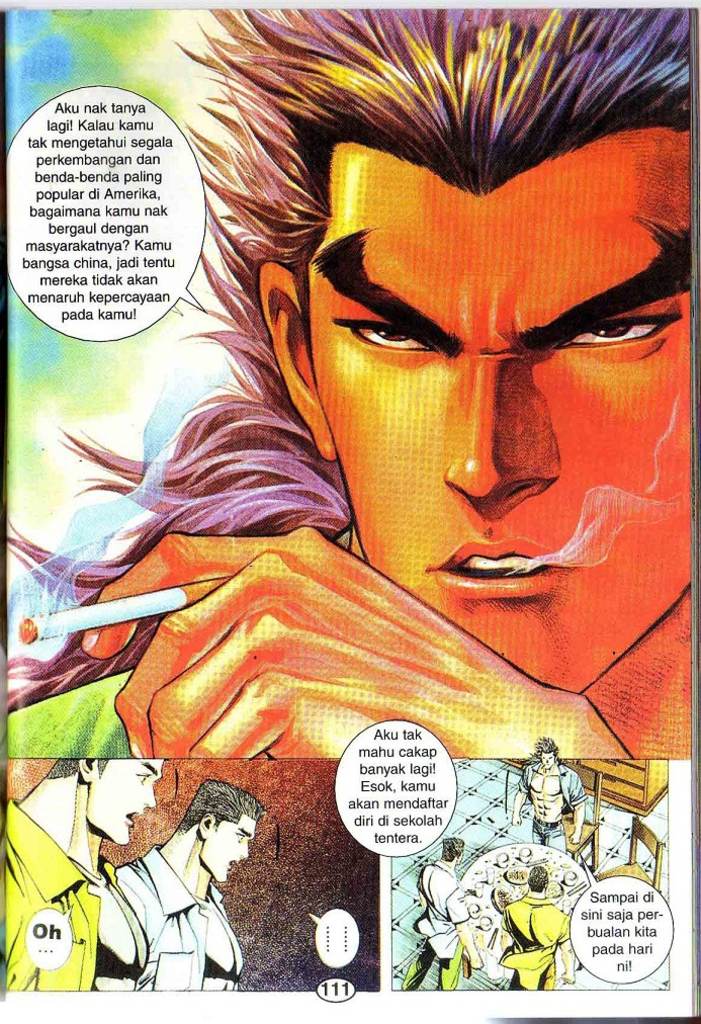 Aku nak tanya
lagi! Kalau kamu
tak mengetahui segala
perkembangan dan
benda-benda paling
popular di Amerika,
bagaimana kamu nak
bergaul dengan
masyarakatnya? Kamu
bangsa china, jadi tentu
mereka tidak akan
menaruh kepercayaan
pada kamu!
Aku tak
mahu cakap
banyak lagi!
Esok, kamu
akan mendaftar
diri di sekolah
tentera.
Oh
...
Sampai di
sini saja per-
bualan kita
pada hari
ni!
111